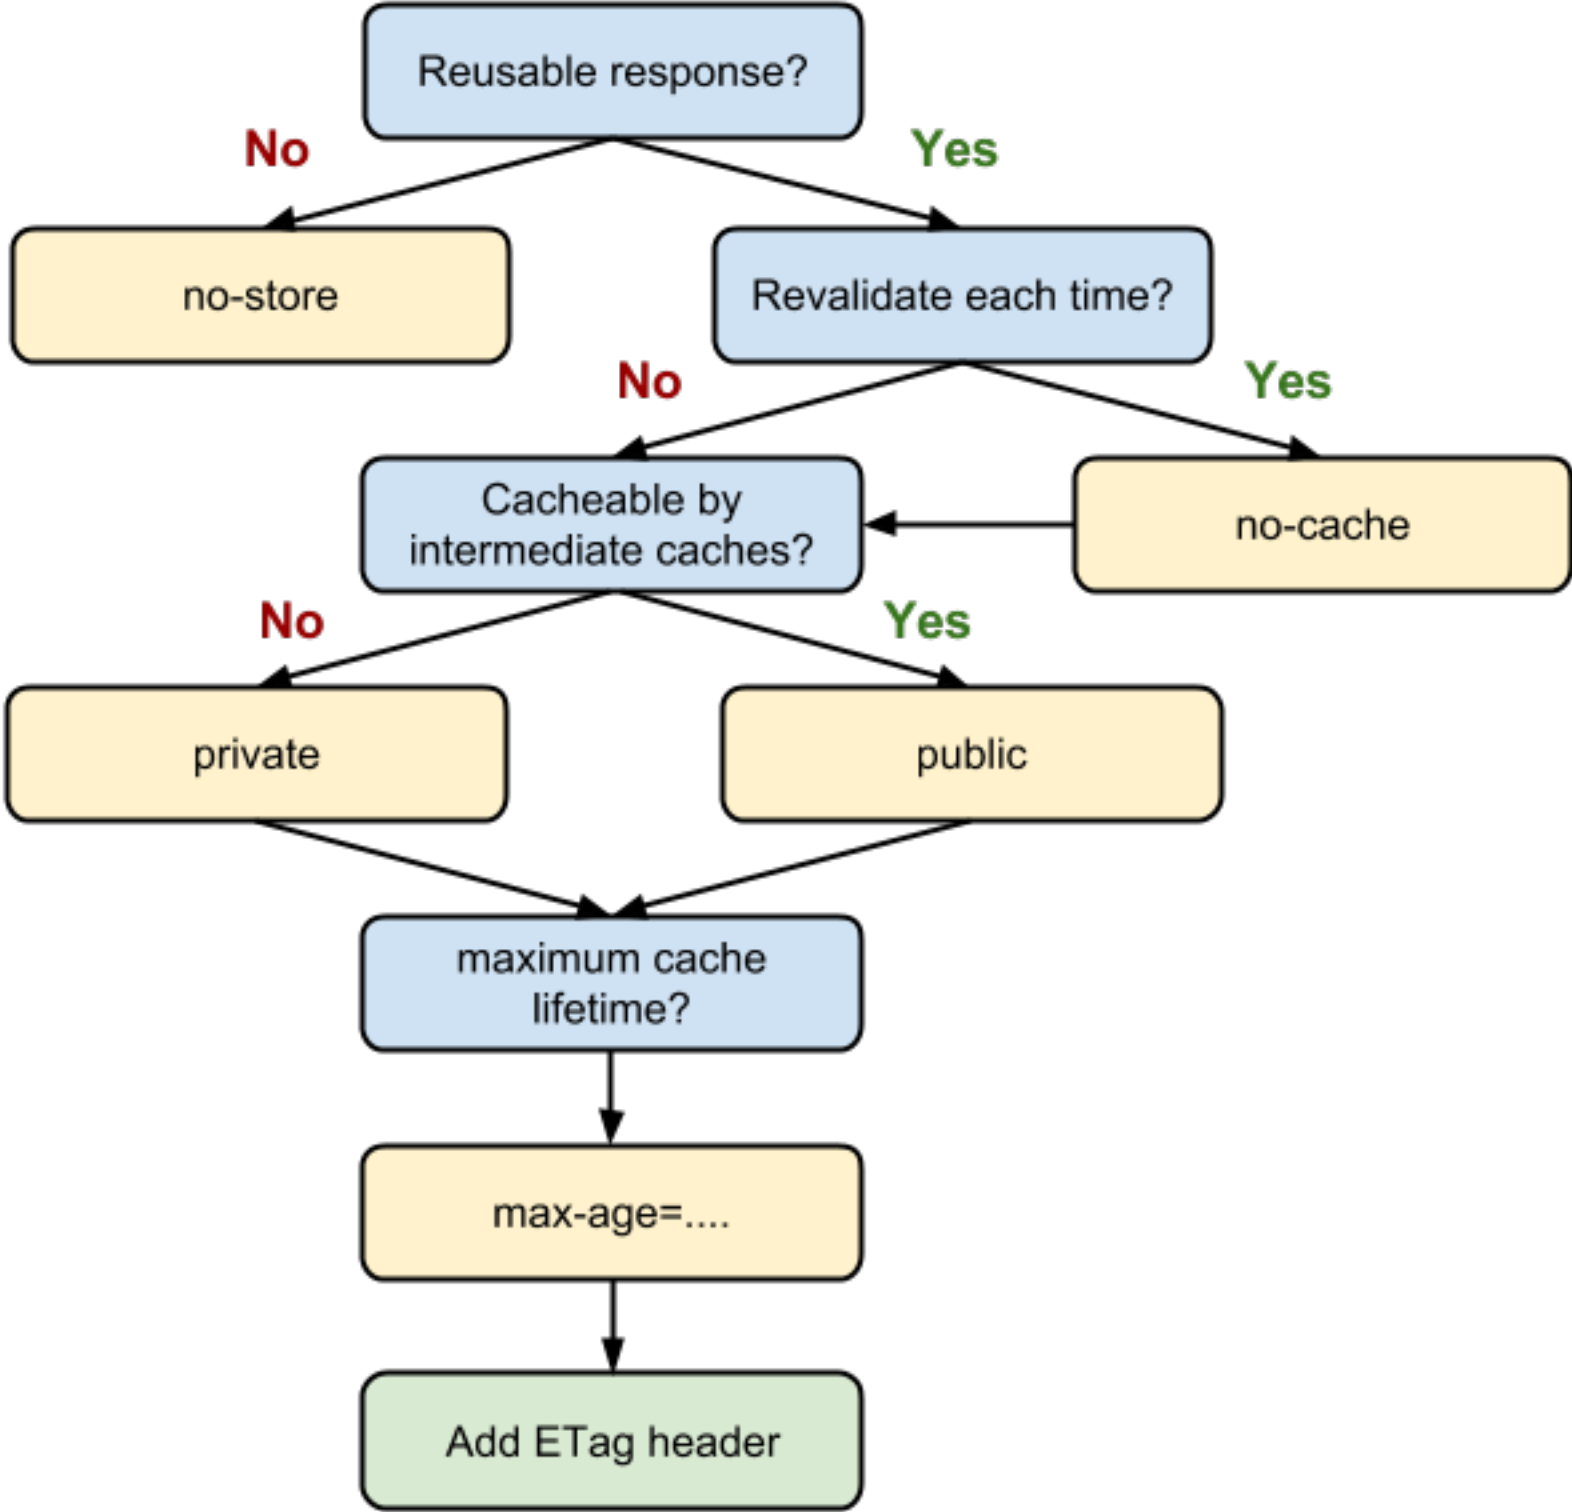 Reusable response?
No
Yes
no-store
Revalidate each time?
No
Yes
Cacheable by
intermediate caches?
no-cache
No
Yes
private
public
maximum cache
lifetime?
max-age=....
Add ETag header